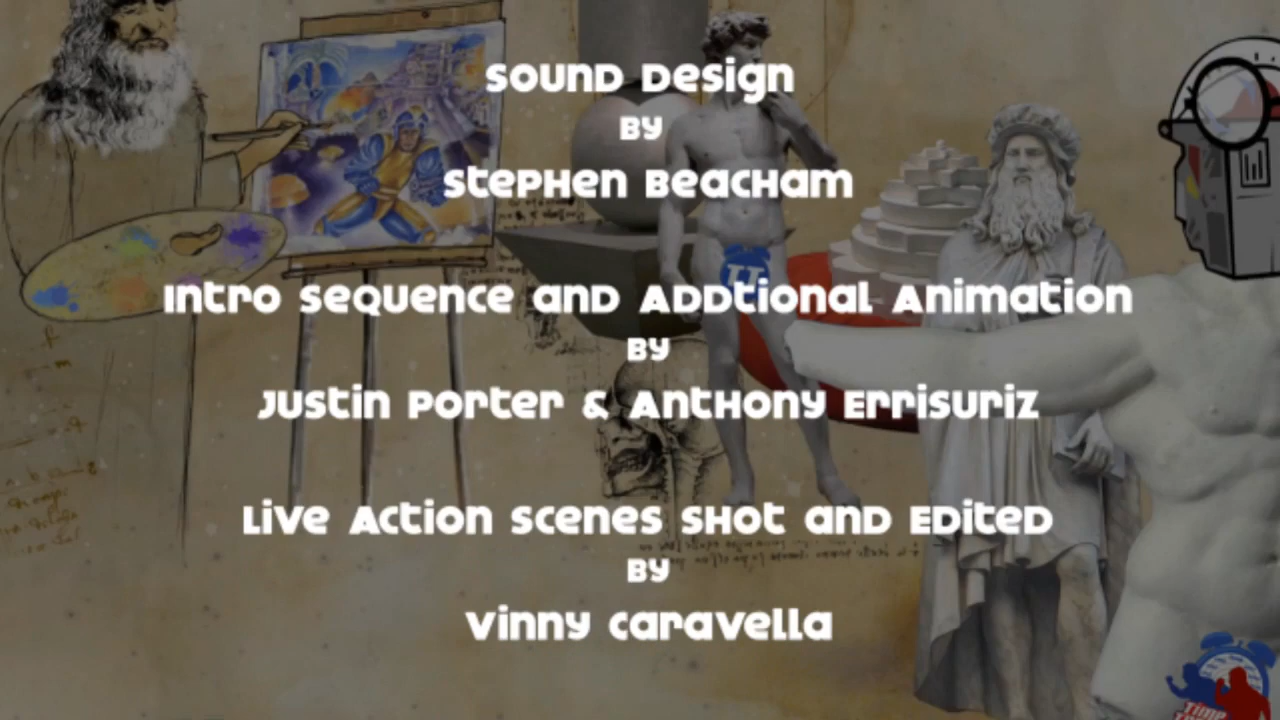 Sound Design
By
Stephen Beacham
Intro Sequence and Addtional Animation
By
Justin Porter & Anthony Errisuriz
Live Action Scenes Shot and Edited
By
Vinny Caravella
U
Time